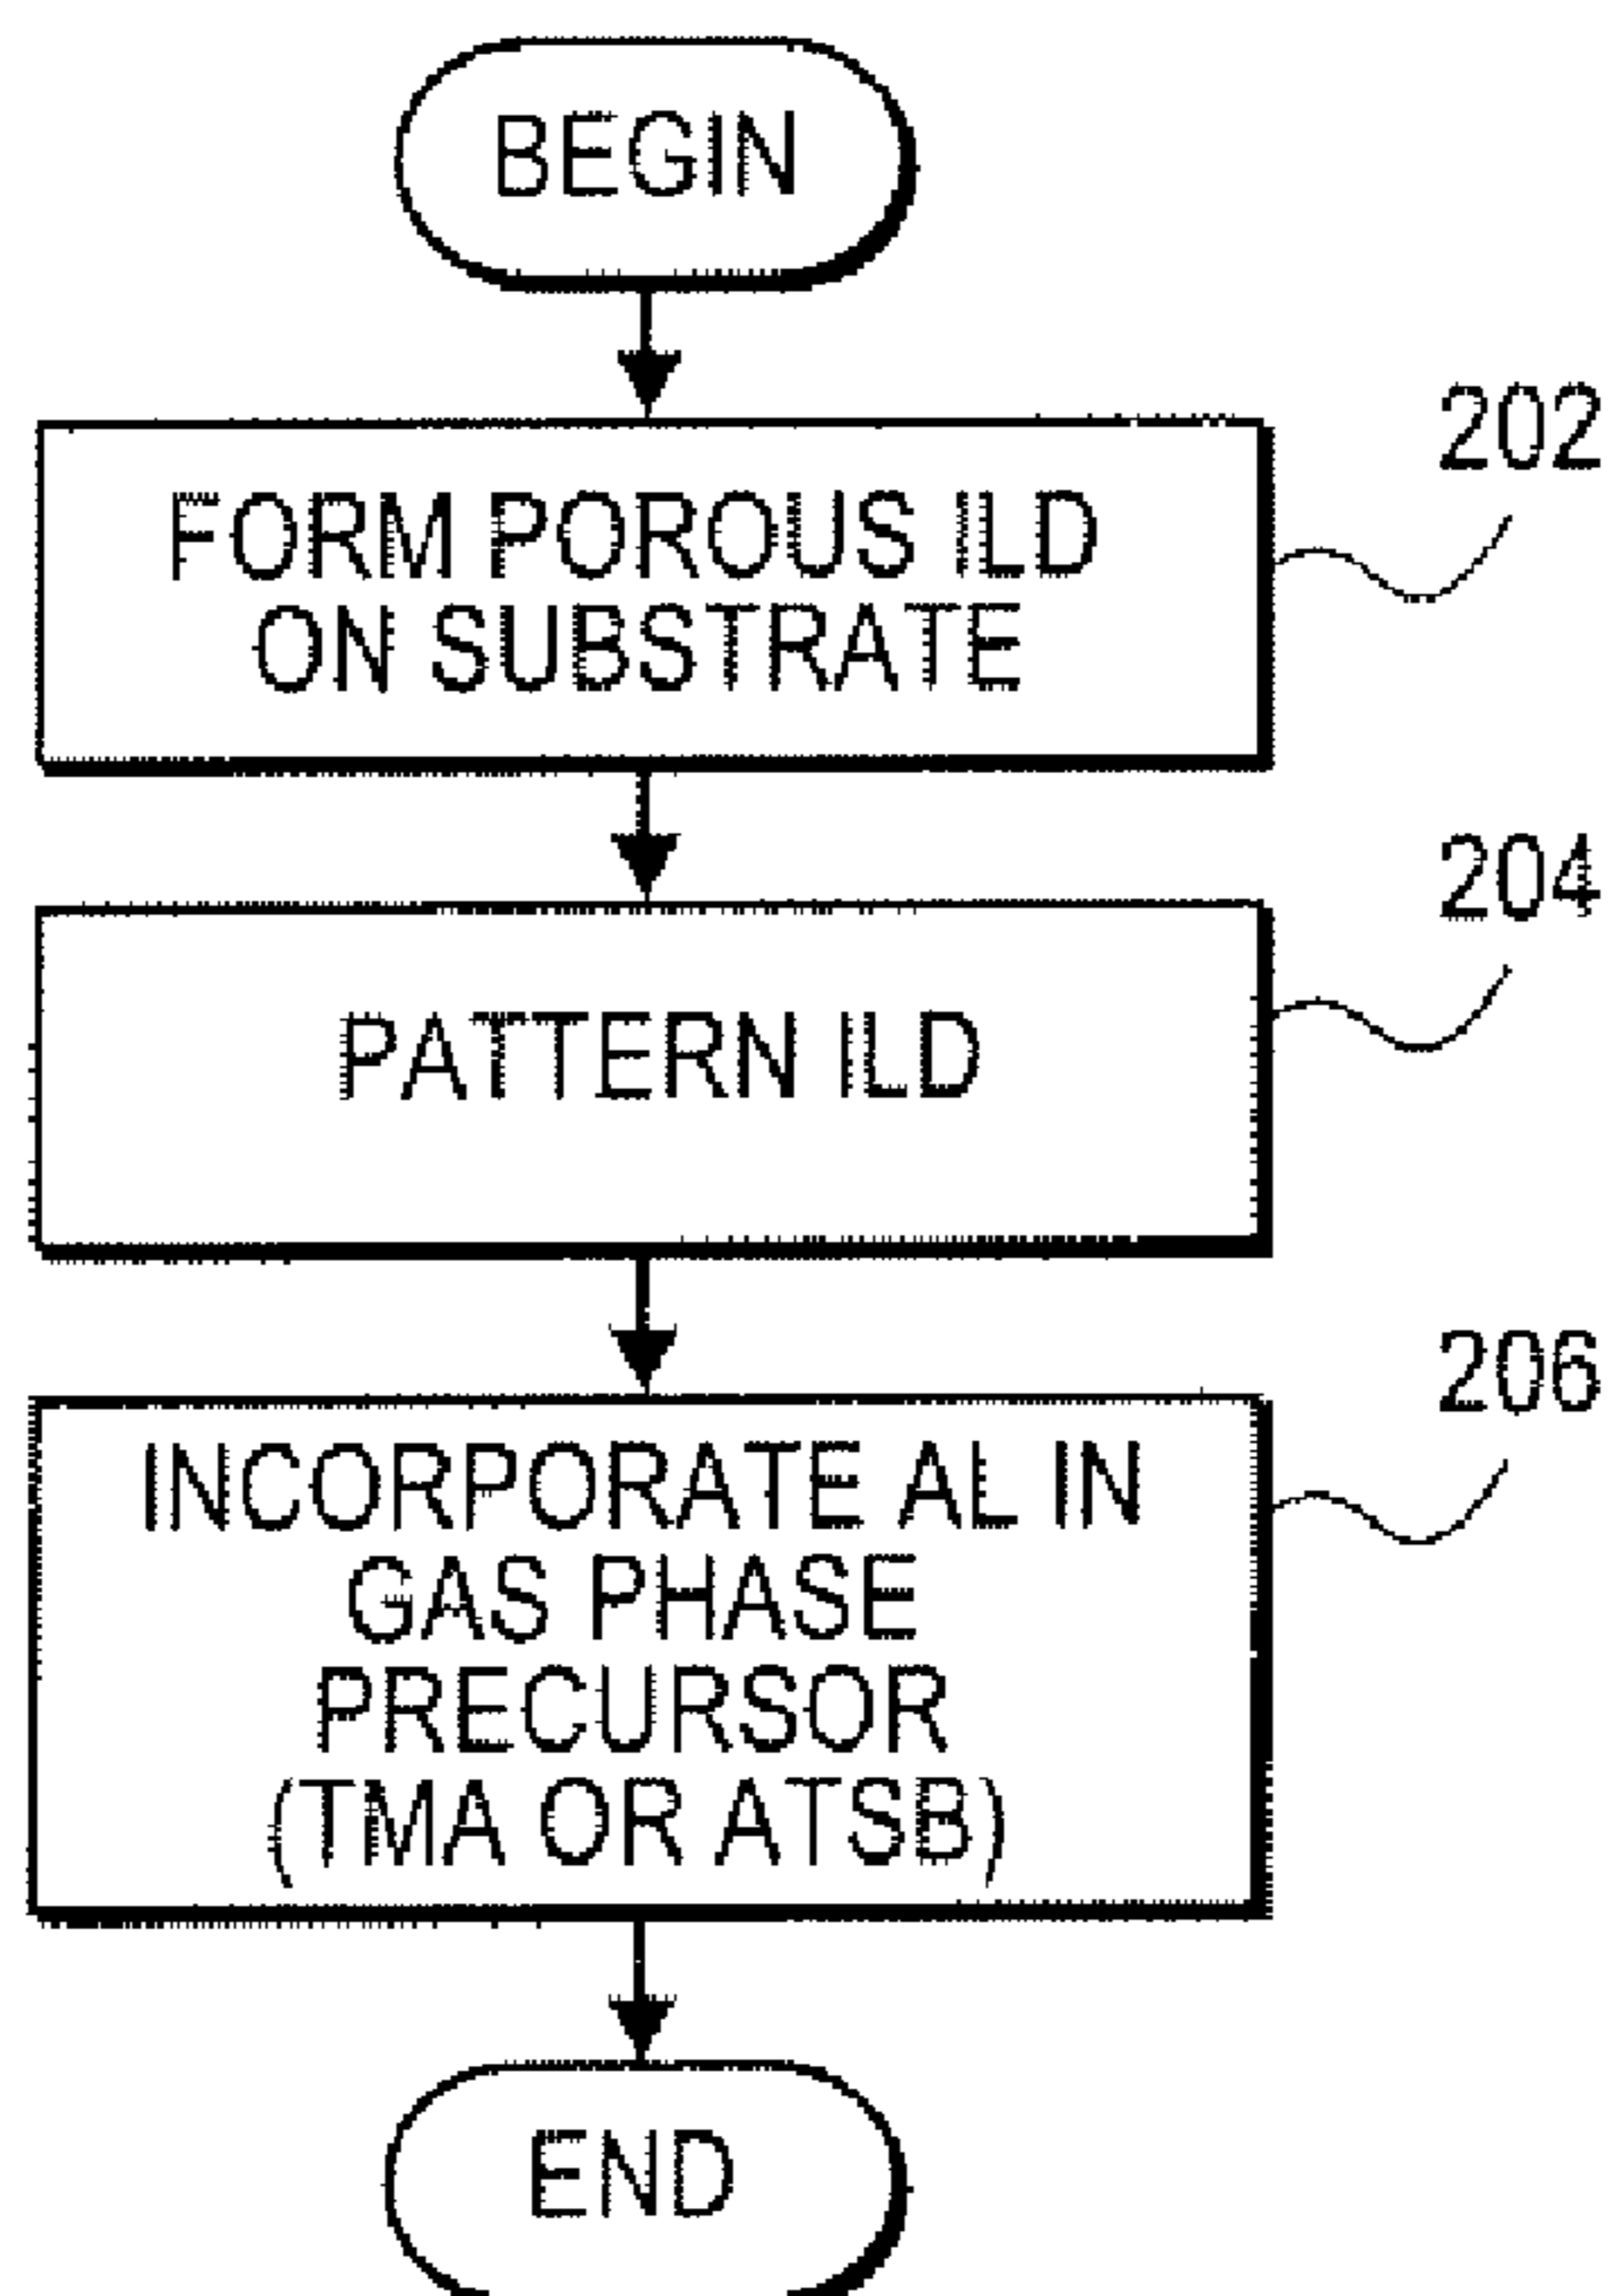 BEGIN
202
FORM POROUS ILD
ON SUBSTRATE
204
PATTERN ILD
206
INCORPORATE AL IN
GAS PHASE
PRECURSOR
(TMA OR ATSB)
END